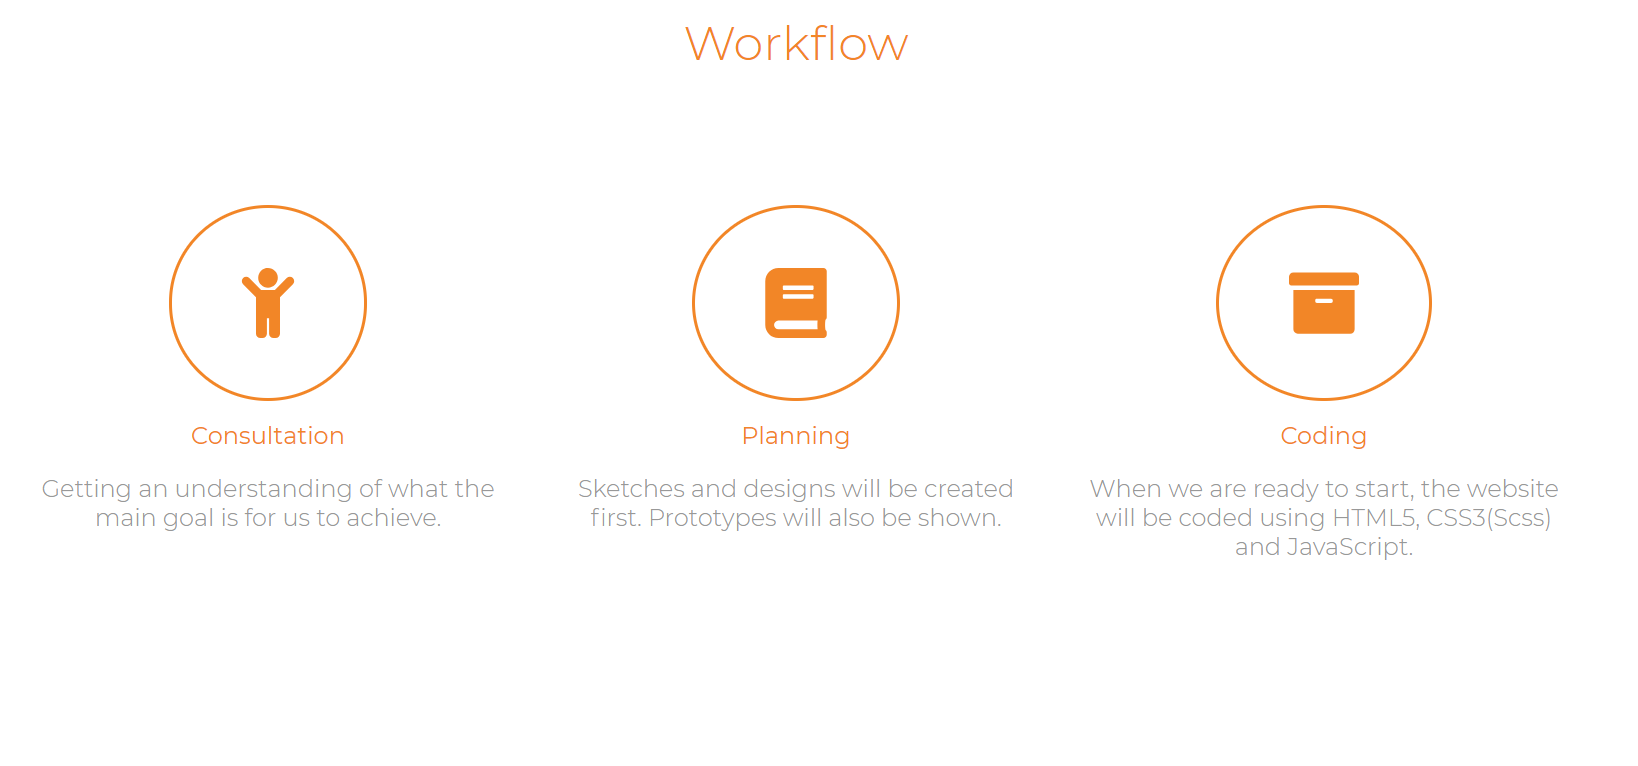 Workflow
Consultation
Getting an understanding of what the
main goal is for us to achieve.
Planning
Sketches and designs will be created
first. Prototypes will also be shown.
Coding
When we are ready to start, the website
will be coded using HTML5, CSS3(Scss)
and JavaScript.